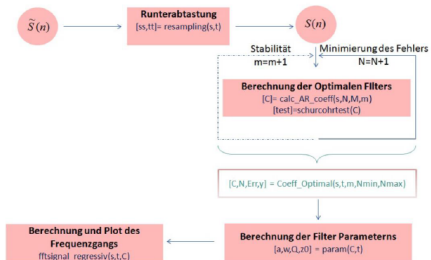 Runterabtastung
S̃(n)
[ss,tt]= resampling(s,t)
S(n)
Stabilität
Minimierung des Fehlers
m=m+1
N=N+1
Berechnung der Optimalen Filters
[C]= calc_AR_coeff(s,N,M,m)
[test]=schurcohrtest(C)
[C,N,Err,y] = Coeff_Optimal(s,t,m,Nmin,Nmax)
Berechnung und Plot des
Frequenzgangs
fftsignal_regressiv(s,t,C)
Berechnung der Filter Parameterns
[a,w,Q,z0] = param(C,t)